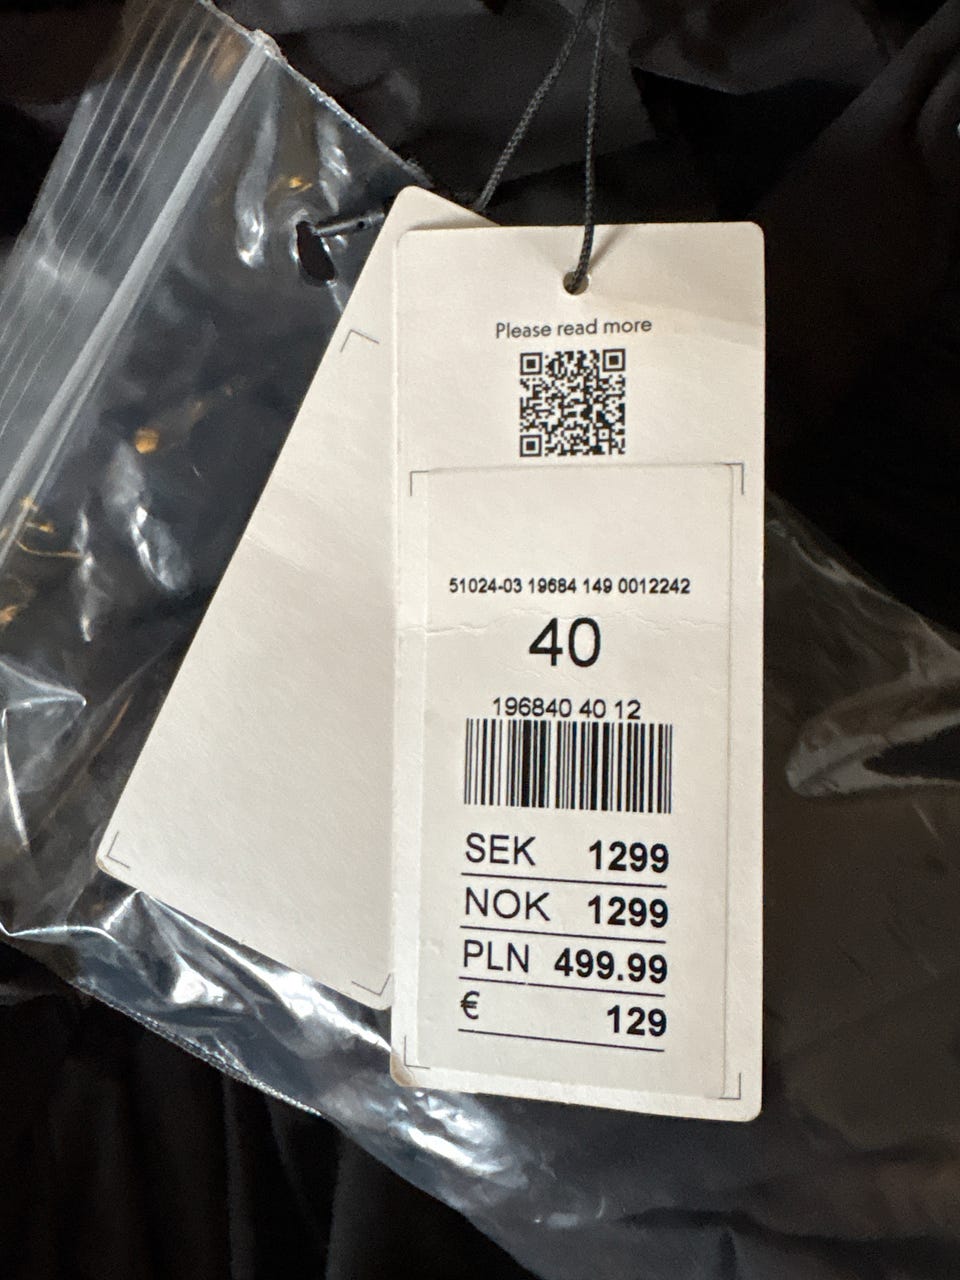 Please read more
51024-03 19684 149 0012242
40
196840 40 12
SEK 1299
NOK 1299
PLN 499.99
€ 129